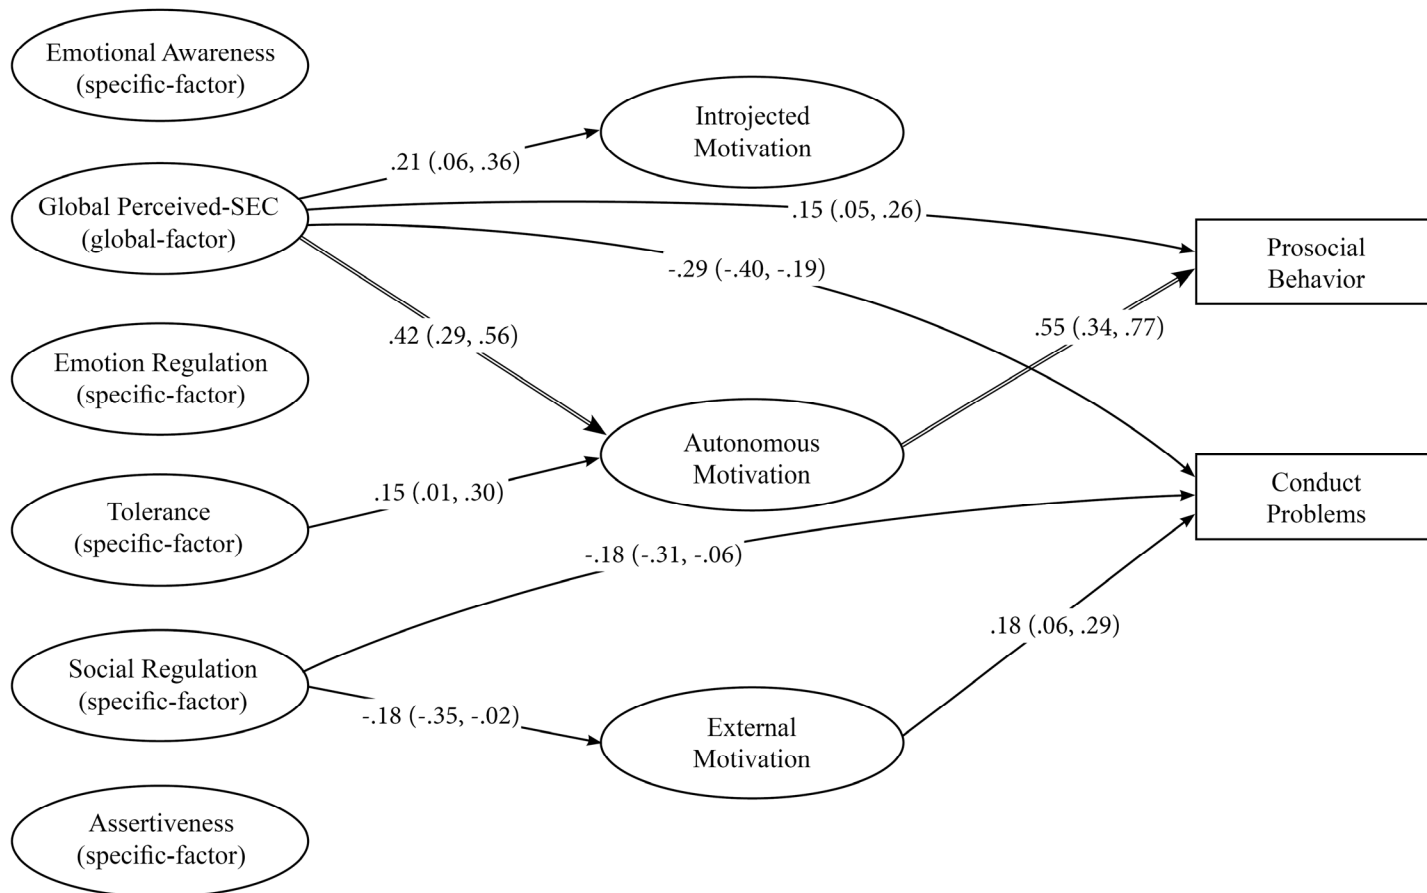 Emotional Awareness
(specific-factor)
Introjected
Motivation
.21 (.06, .36)
Global Perceived-SEC
(global-factor)
.15 (.05, .26)
Prosocial
Behavior
-.29 (-.40, -.19)
.42 (.29, .56)
.55 (.34, .77)
Emotion Regulation
(specific-factor)
Autonomous
Motivation
Tolerance
(specific-factor)
.15 (.01, .30)
Conduct
Problems
-.18 (-.31, -.06)
Social Regulation
(specific-factor)
.18 (.06, .29)
-.18 (-.35, -.02)
External
Motivation
Assertiveness
(specific-factor)